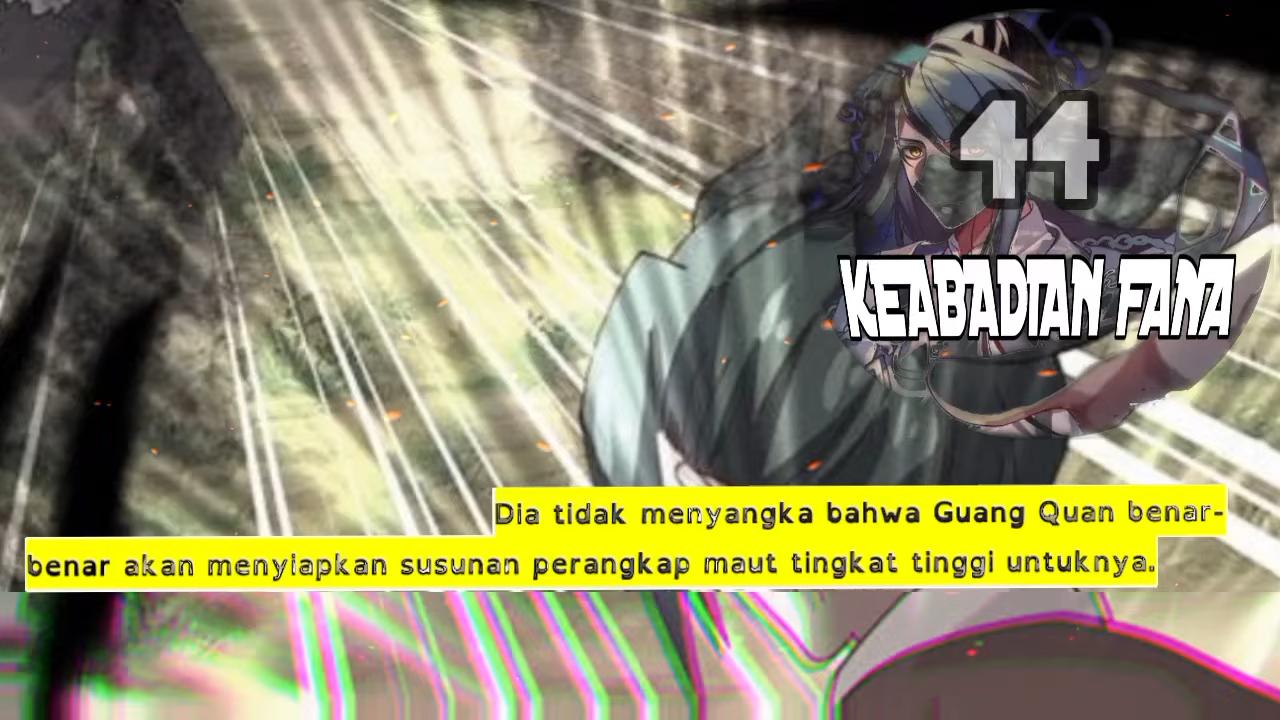 44
KEABADIAN FANA
Dia tidak menyangka bahwa Guang Quan benar-
benar akan menyiapkan susunan perangkap maut tingkat tinggi untuknya.